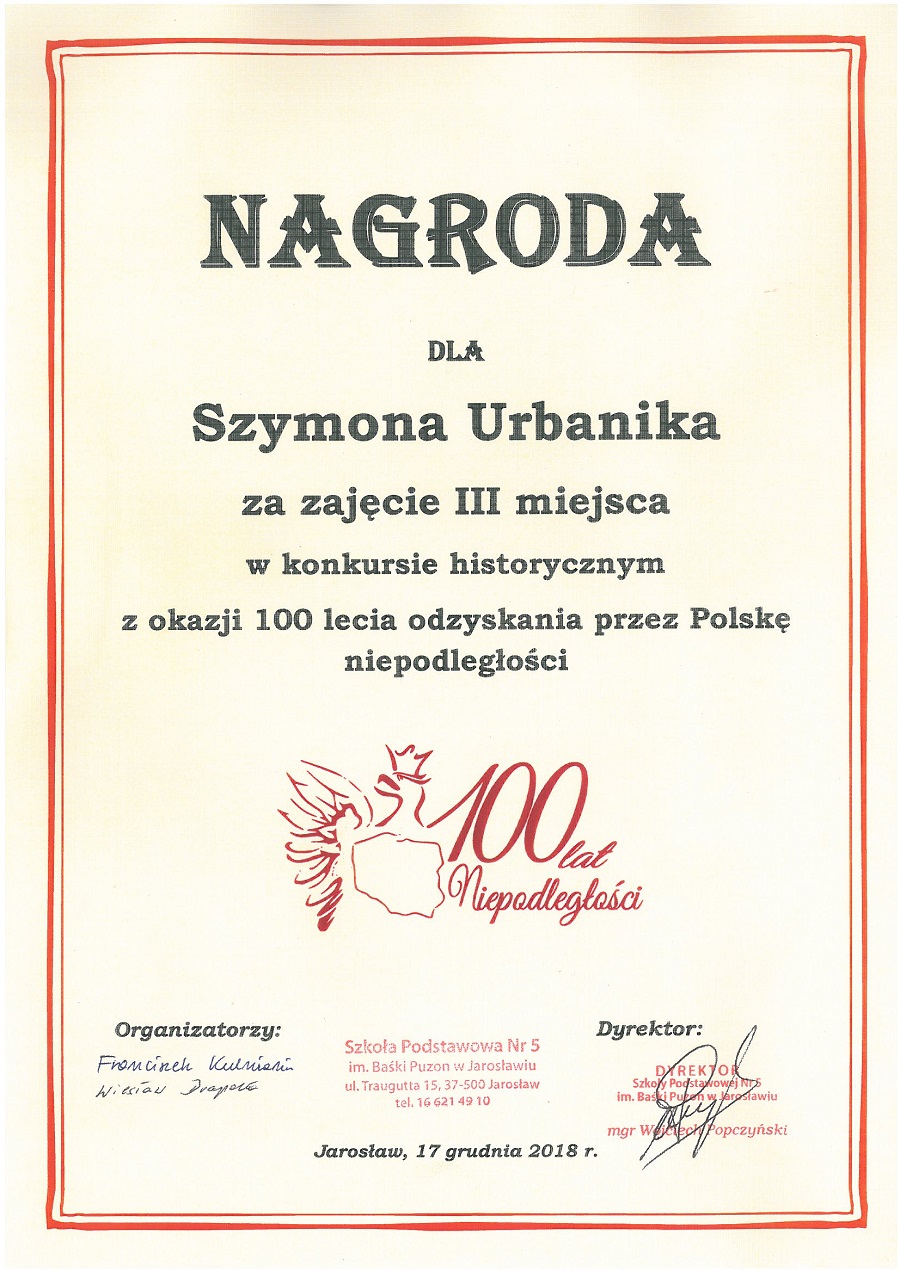 NAGRODA
DLA
Szymona Urbanika
za zajęcie III miejsca
w konkursie historycznym
z okazji 100 lecia odzyskania przez Polskę
niepodległości
100 lat
Niepodległości
Organizatorzy:
Franciszek
Wiesław
Szkoła Podstawowa Nr 5
im. Baśki Puzon w Jarosławiu
ul. Traugutta 15, 37-500 Jarosław
tel. 16 621 49 10
Dyrektor:
DYREKTOR
Szkoły Podstawowej Nr 5
im. Baśki Puzon w Jarosławiu
mgr Wojciech Popczyński
Jarosław, 17 grudnia 2018 r.